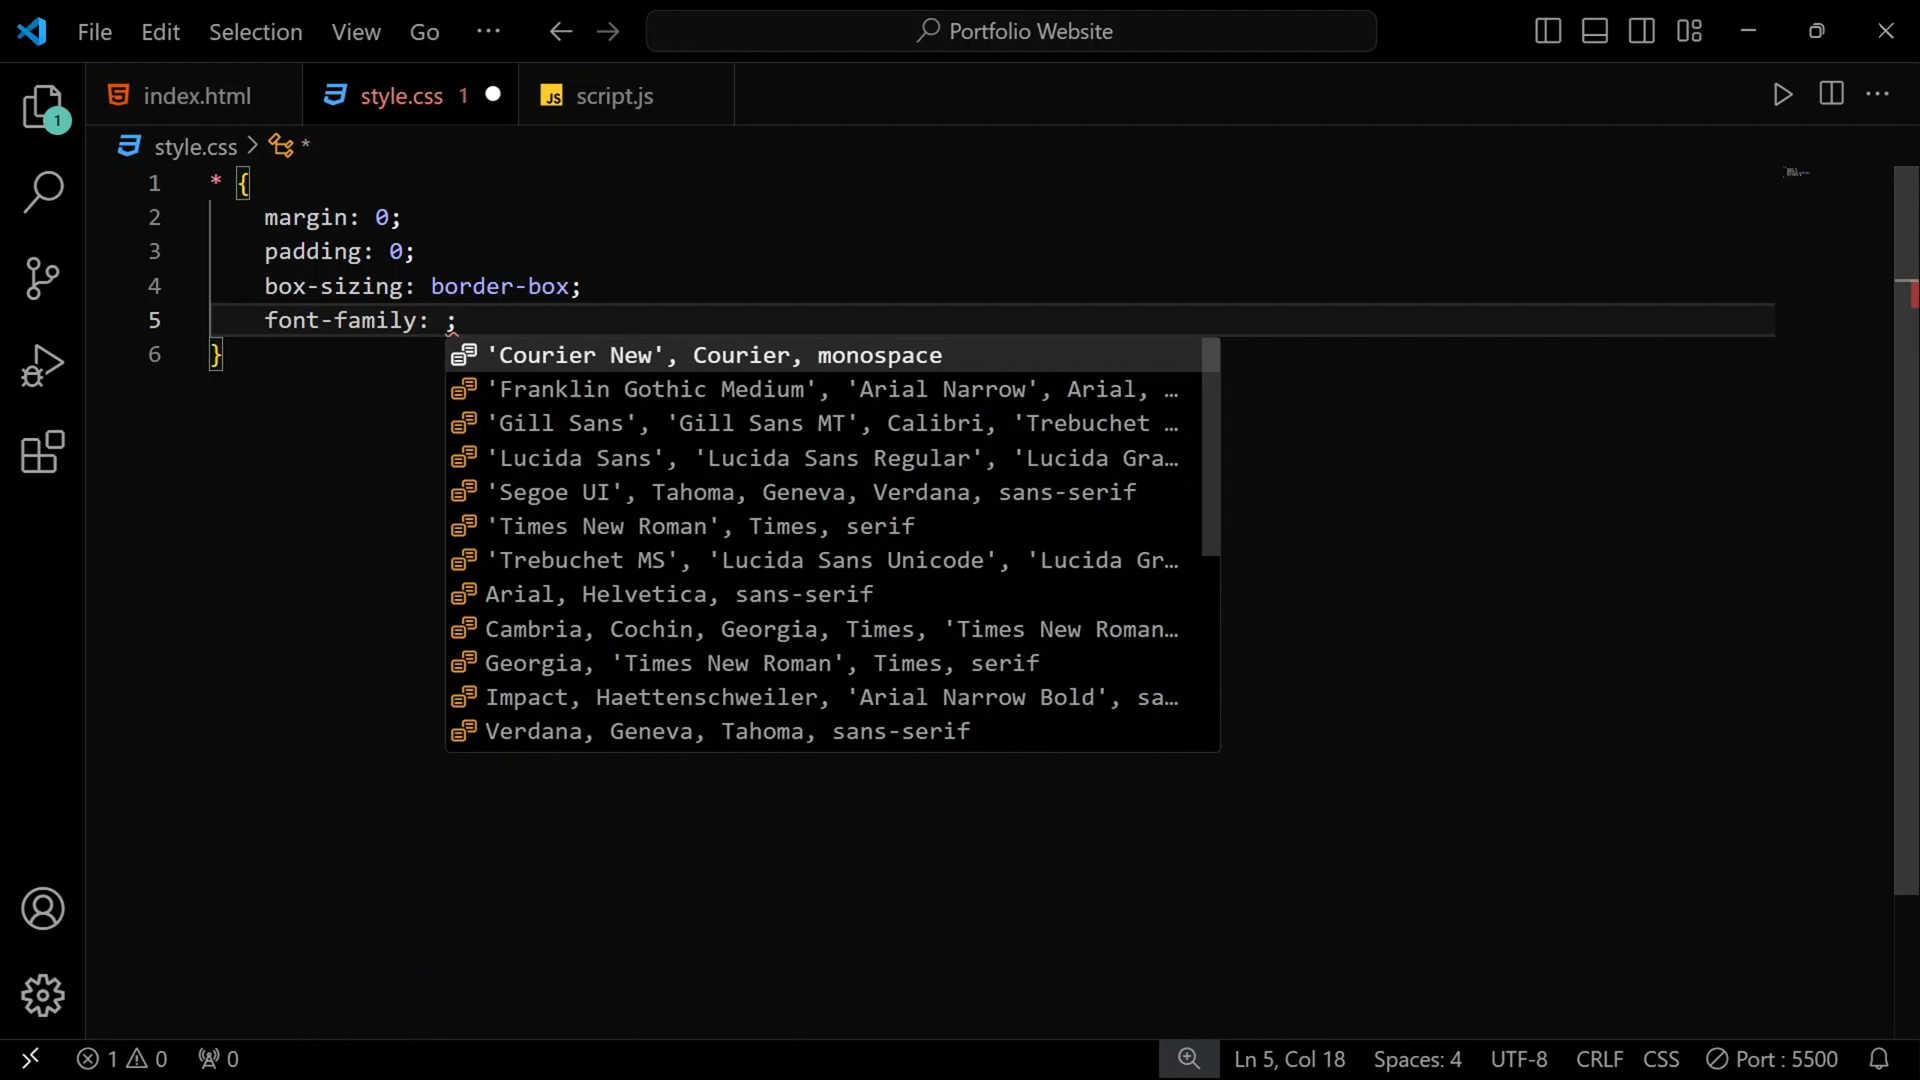 File Edit Selection View Go ··· Portfolio Website
1 index.html style.css 1 JS script.js
style.css > *
1 * {
2 margin: 0;
3 padding: 0;
4 box-sizing: border-box;
5 font-family: ;
6 }
'Courier New', Courier, monospace
'Franklin Gothic Medium', 'Arial Narrow', Arial, …
'Gill Sans', 'Gill Sans MT', Calibri, 'Trebuchet …
'Lucida Sans', 'Lucida Sans Regular', 'Lucida Gra…
'Segoe UI', Tahoma, Geneva, Verdana, sans-serif
'Times New Roman', Times, serif
'Trebuchet MS', 'Lucida Sans Unicode', 'Lucida Gr…
Arial, Helvetica, sans-serif
Cambria, Cochin, Georgia, Times, 'Times New Roman…
Georgia, 'Times New Roman', Times, serif
Impact, Haettenschweiler, 'Arial Narrow Bold', sa…
Verdana, Geneva, Tahoma, sans-serif
1 0 0 Ln 5, Col 18 Spaces: 4 UTF-8 CRLF CSS Port : 5500